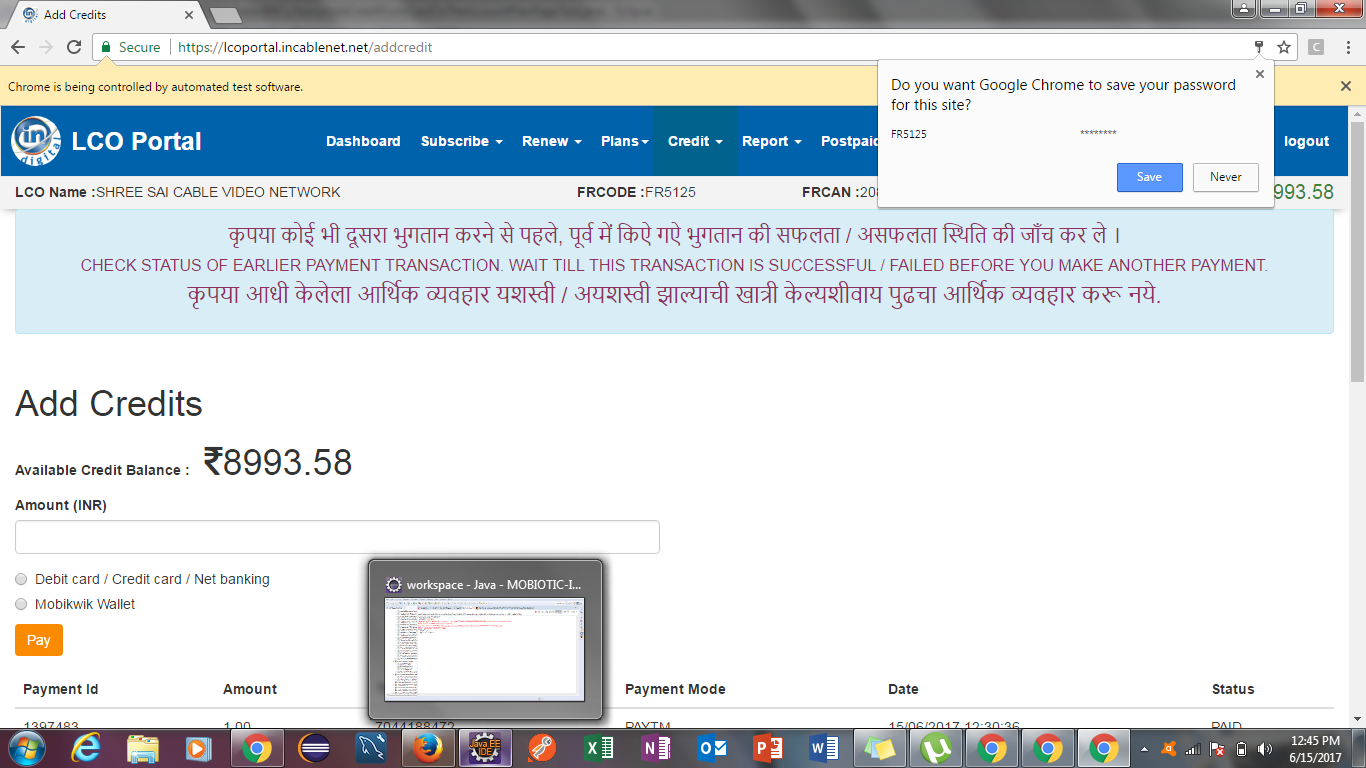 Add Credits
Secure https://lcoportal.incablenet.net/addcredit
Chrome is being controlled by automated test software.
Do you want Google Chrome to save your password
for this site?
FR5125 ********
Save Never
in digital LCO Portal Dashboard Subscribe Renew Plans Credit Report Postpaid logout
LCO Name :SHREE SAI CABLE VIDEO NETWORK FRCODE :FR5125 FRCAN :20 993.58
कृपया कोई भी दूसरा भुगतान करने से पहले, पूर्व में किऐ गऐ भुगतान की सफलता / असफलता स्थिति की जाँच कर ले ।
CHECK STATUS OF EARLIER PAYMENT TRANSACTION. WAIT TILL THIS TRANSACTION IS SUCCESSFUL / FAILED BEFORE YOU MAKE ANOTHER PAYMENT.
कृपया आधी केलेला आर्थिक व्यवहार यशस्वी / अयशस्वी झाल्याची खात्री केल्यशीवाय पुढचा आर्थिक व्यवहार करू नये.
Add Credits
Available Credit Balance : ₹8993.58
Amount (INR)
Debit card / Credit card / Net banking
workspace - Java - MOBIOTIC-I...
Mobikwik Wallet
Pay
Payment Id Amount Payment Mode Date Status
1397483 1.00 7044188472 PAYTM 15/06/2017 12:30:36 PAID
Java EE
IDE
12:45 PM
6/15/2017